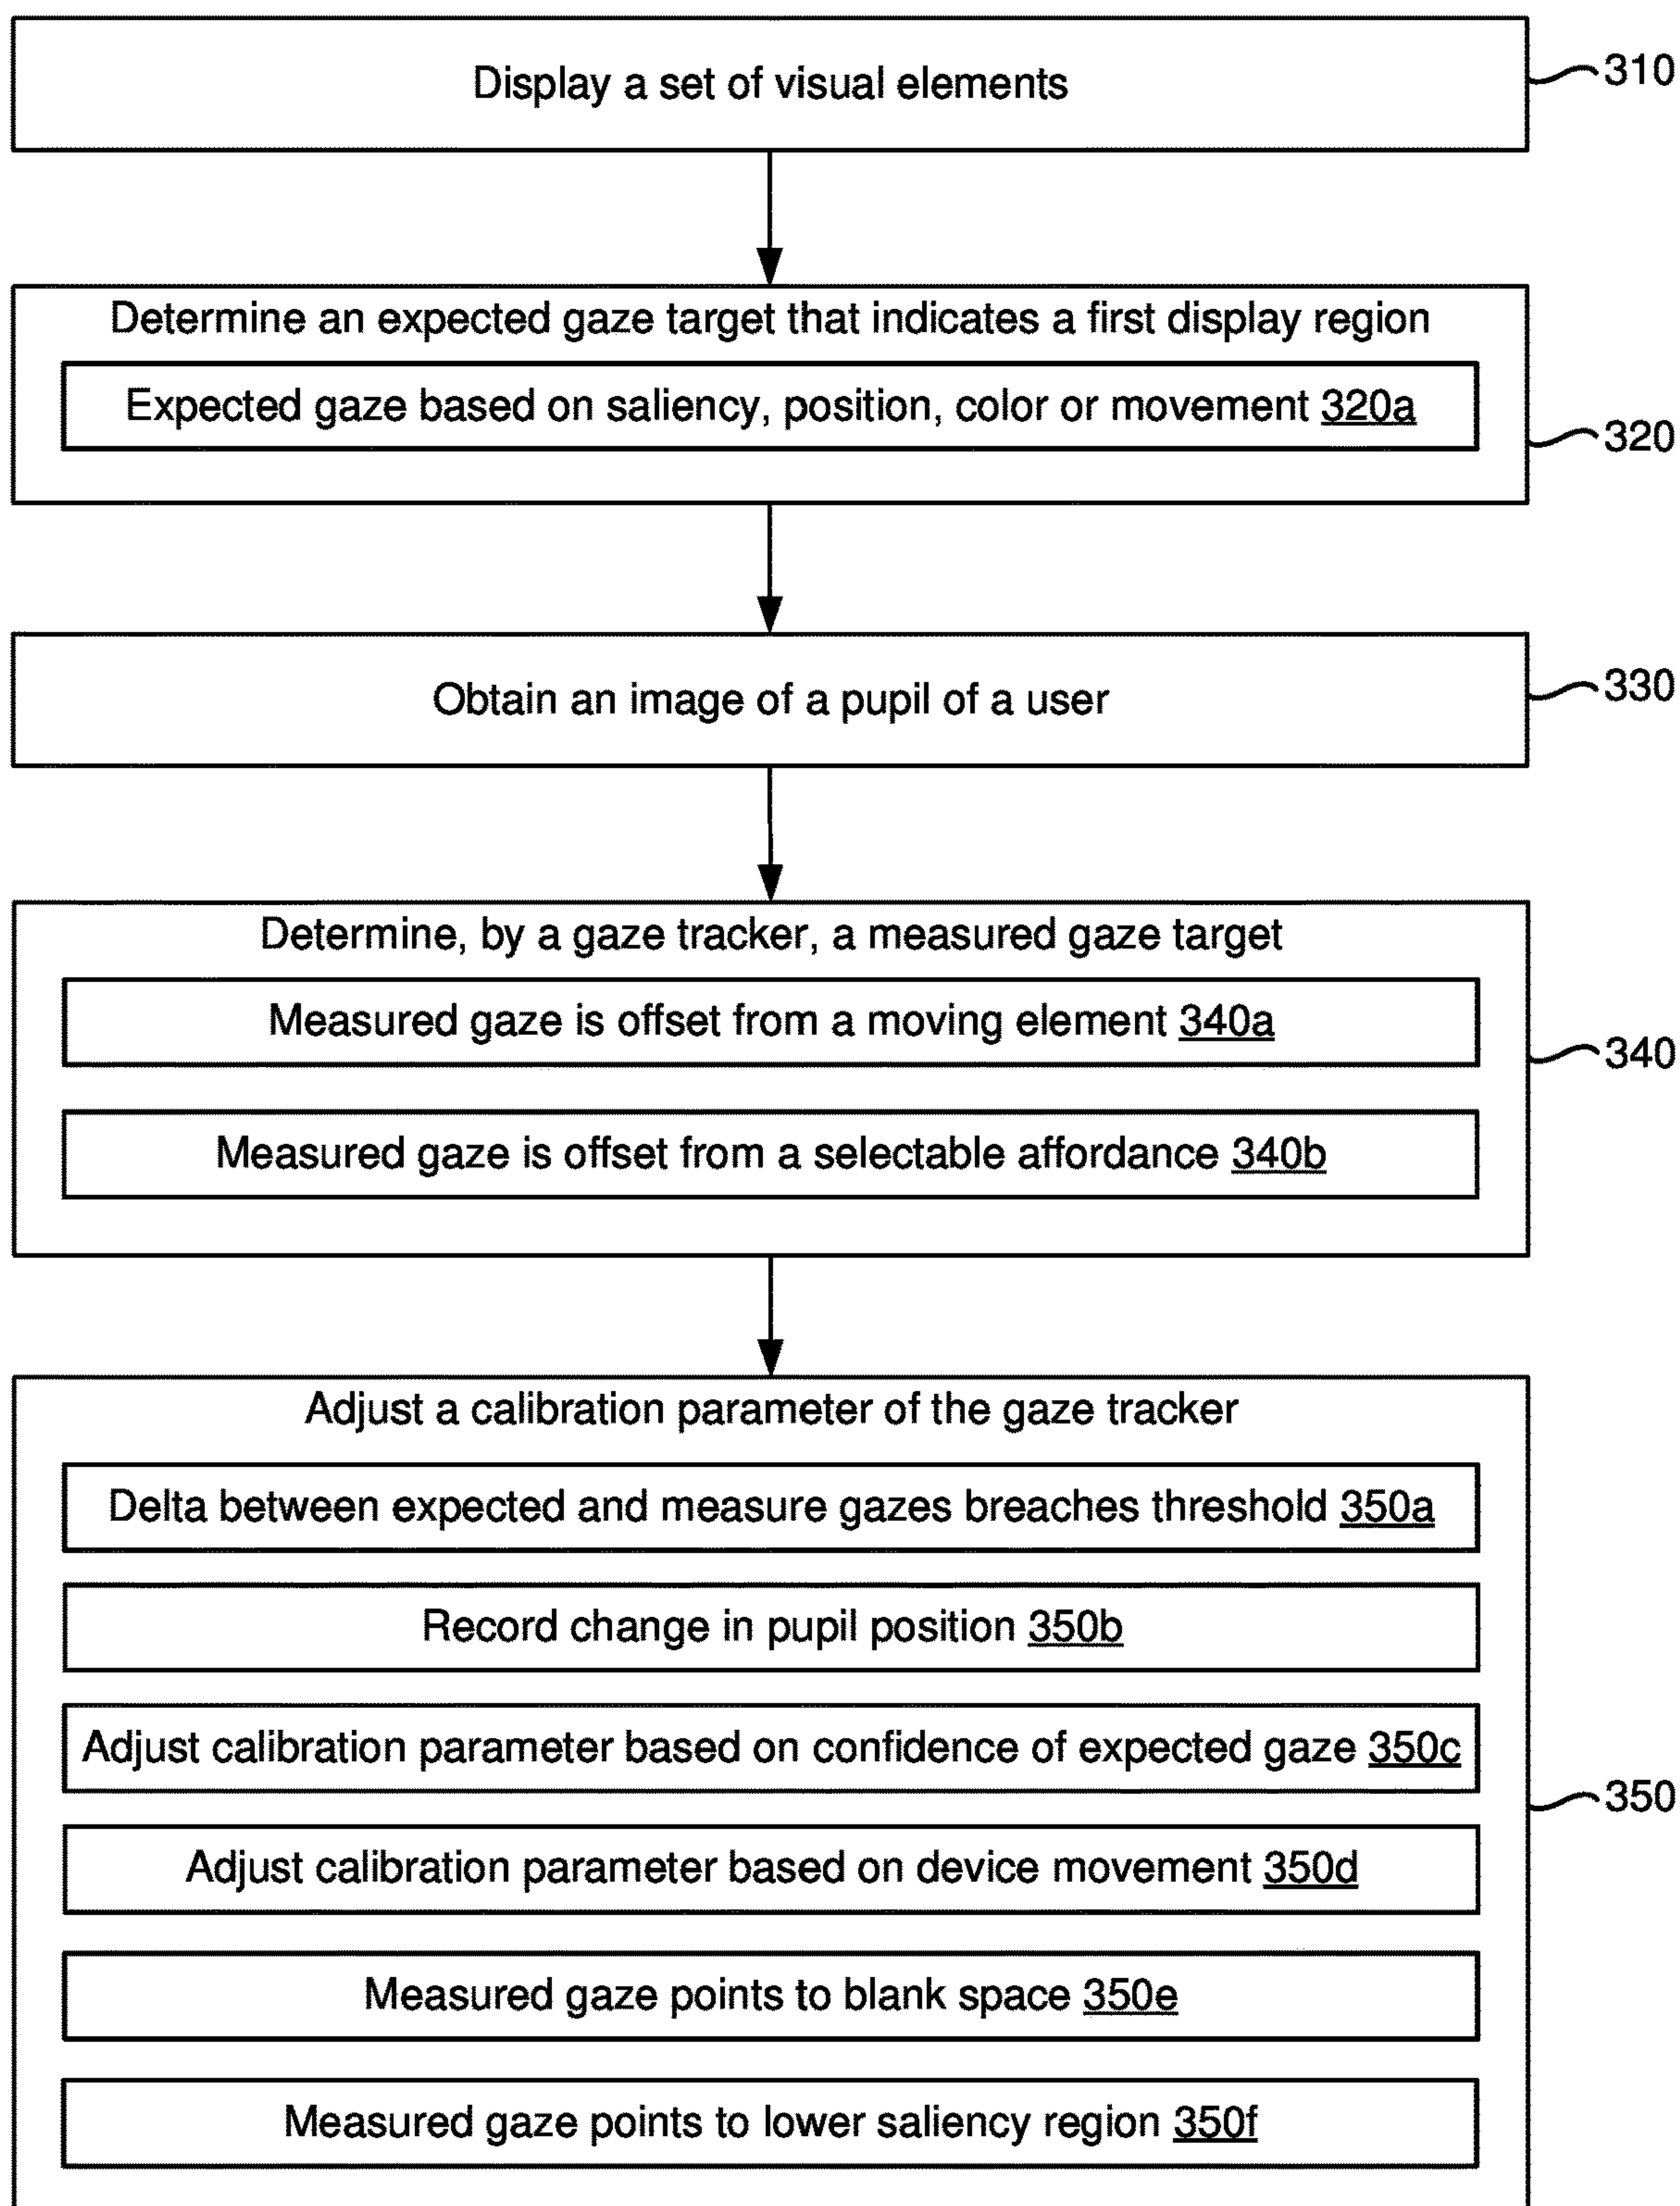 Display a set of visual elements
310
Determine an expected gaze target that indicates a first display region
Expected gaze based on saliency, position, color or movement 320a
320
Obtain an image of a pupil of a user
330
Determine, by a gaze tracker, a measured gaze target
Measured gaze is offset from a moving element 340a
340
Measured gaze is offset from a selectable affordance 340b
Adjust a calibration parameter of the gaze tracker
Delta between expected and measure gazes breaches threshold 350a
Record change in pupil position 350b
Adjust calibration parameter based on confidence of expected gaze 350c
350
Adjust calibration parameter based on device movement 350d
Measured gaze points to blank space 350e
Measured gaze points to lower saliency region 350f